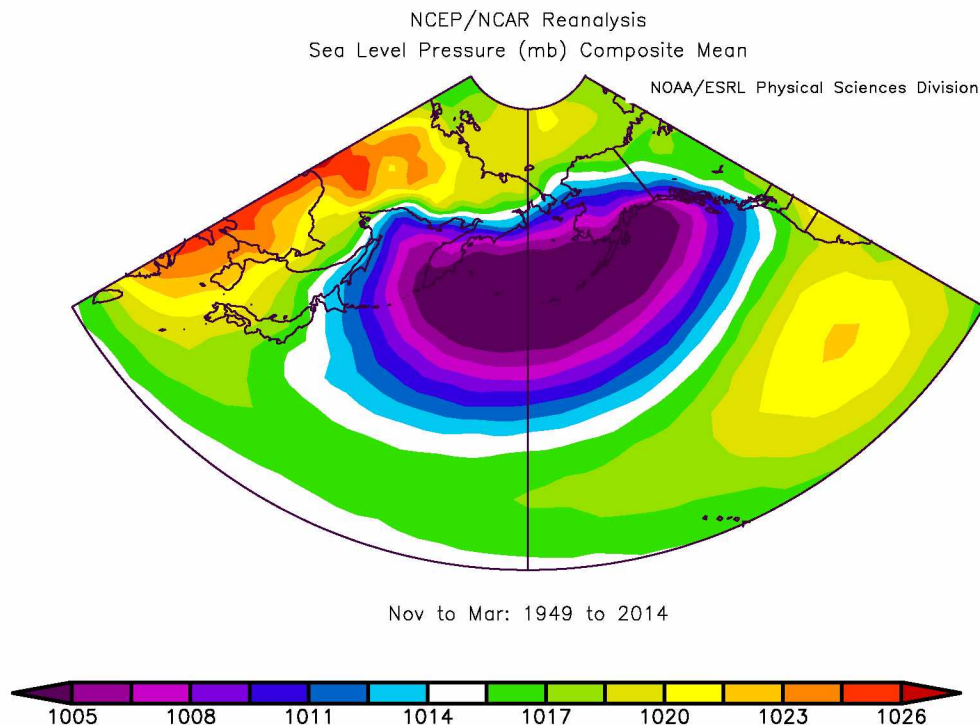 NCEP/NCAR Reanalysis
Sea Level Pressure (mb) Composite Mean
NOAA/ESRL Physical Sciences Division
Nov to Mar: 1949 to 2014
1005 1008 1011 1014 1017 1020 1023 1026